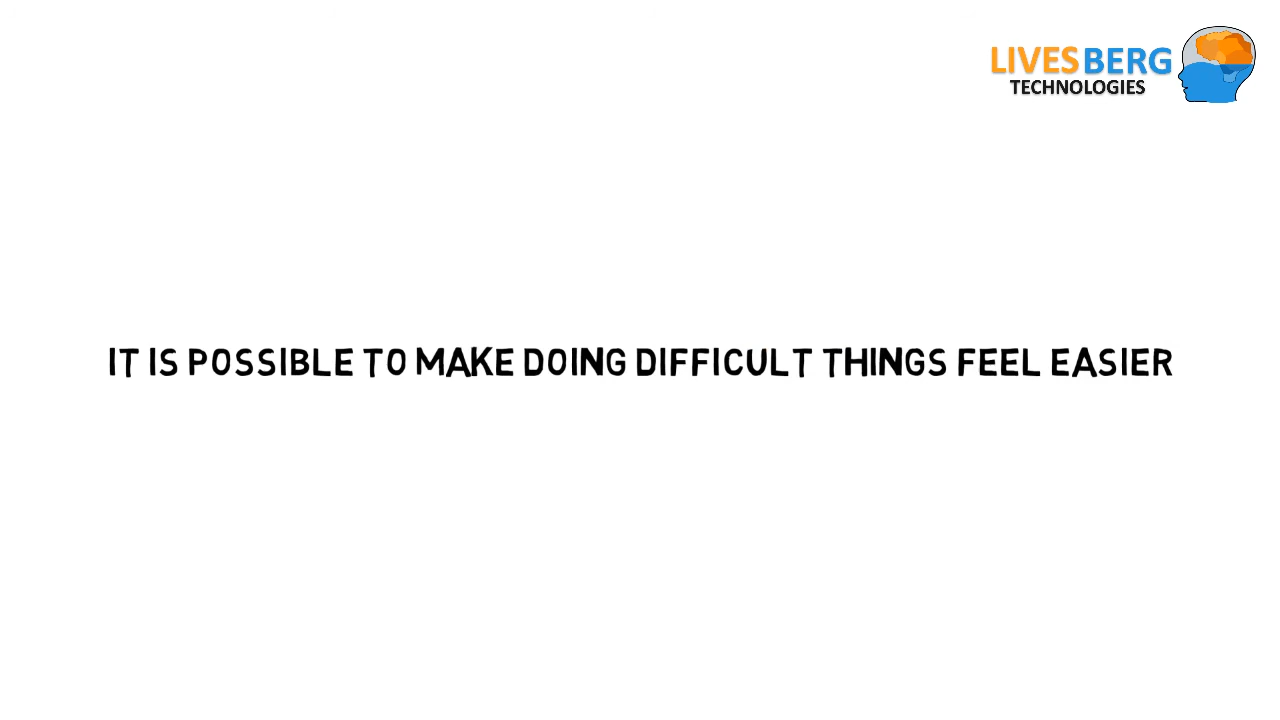 LIVESBERG
TECHNOLOGIES
IT IS POSSIBLE TO MAKE DOING DIFFICULT THINGS FEEL EASIER